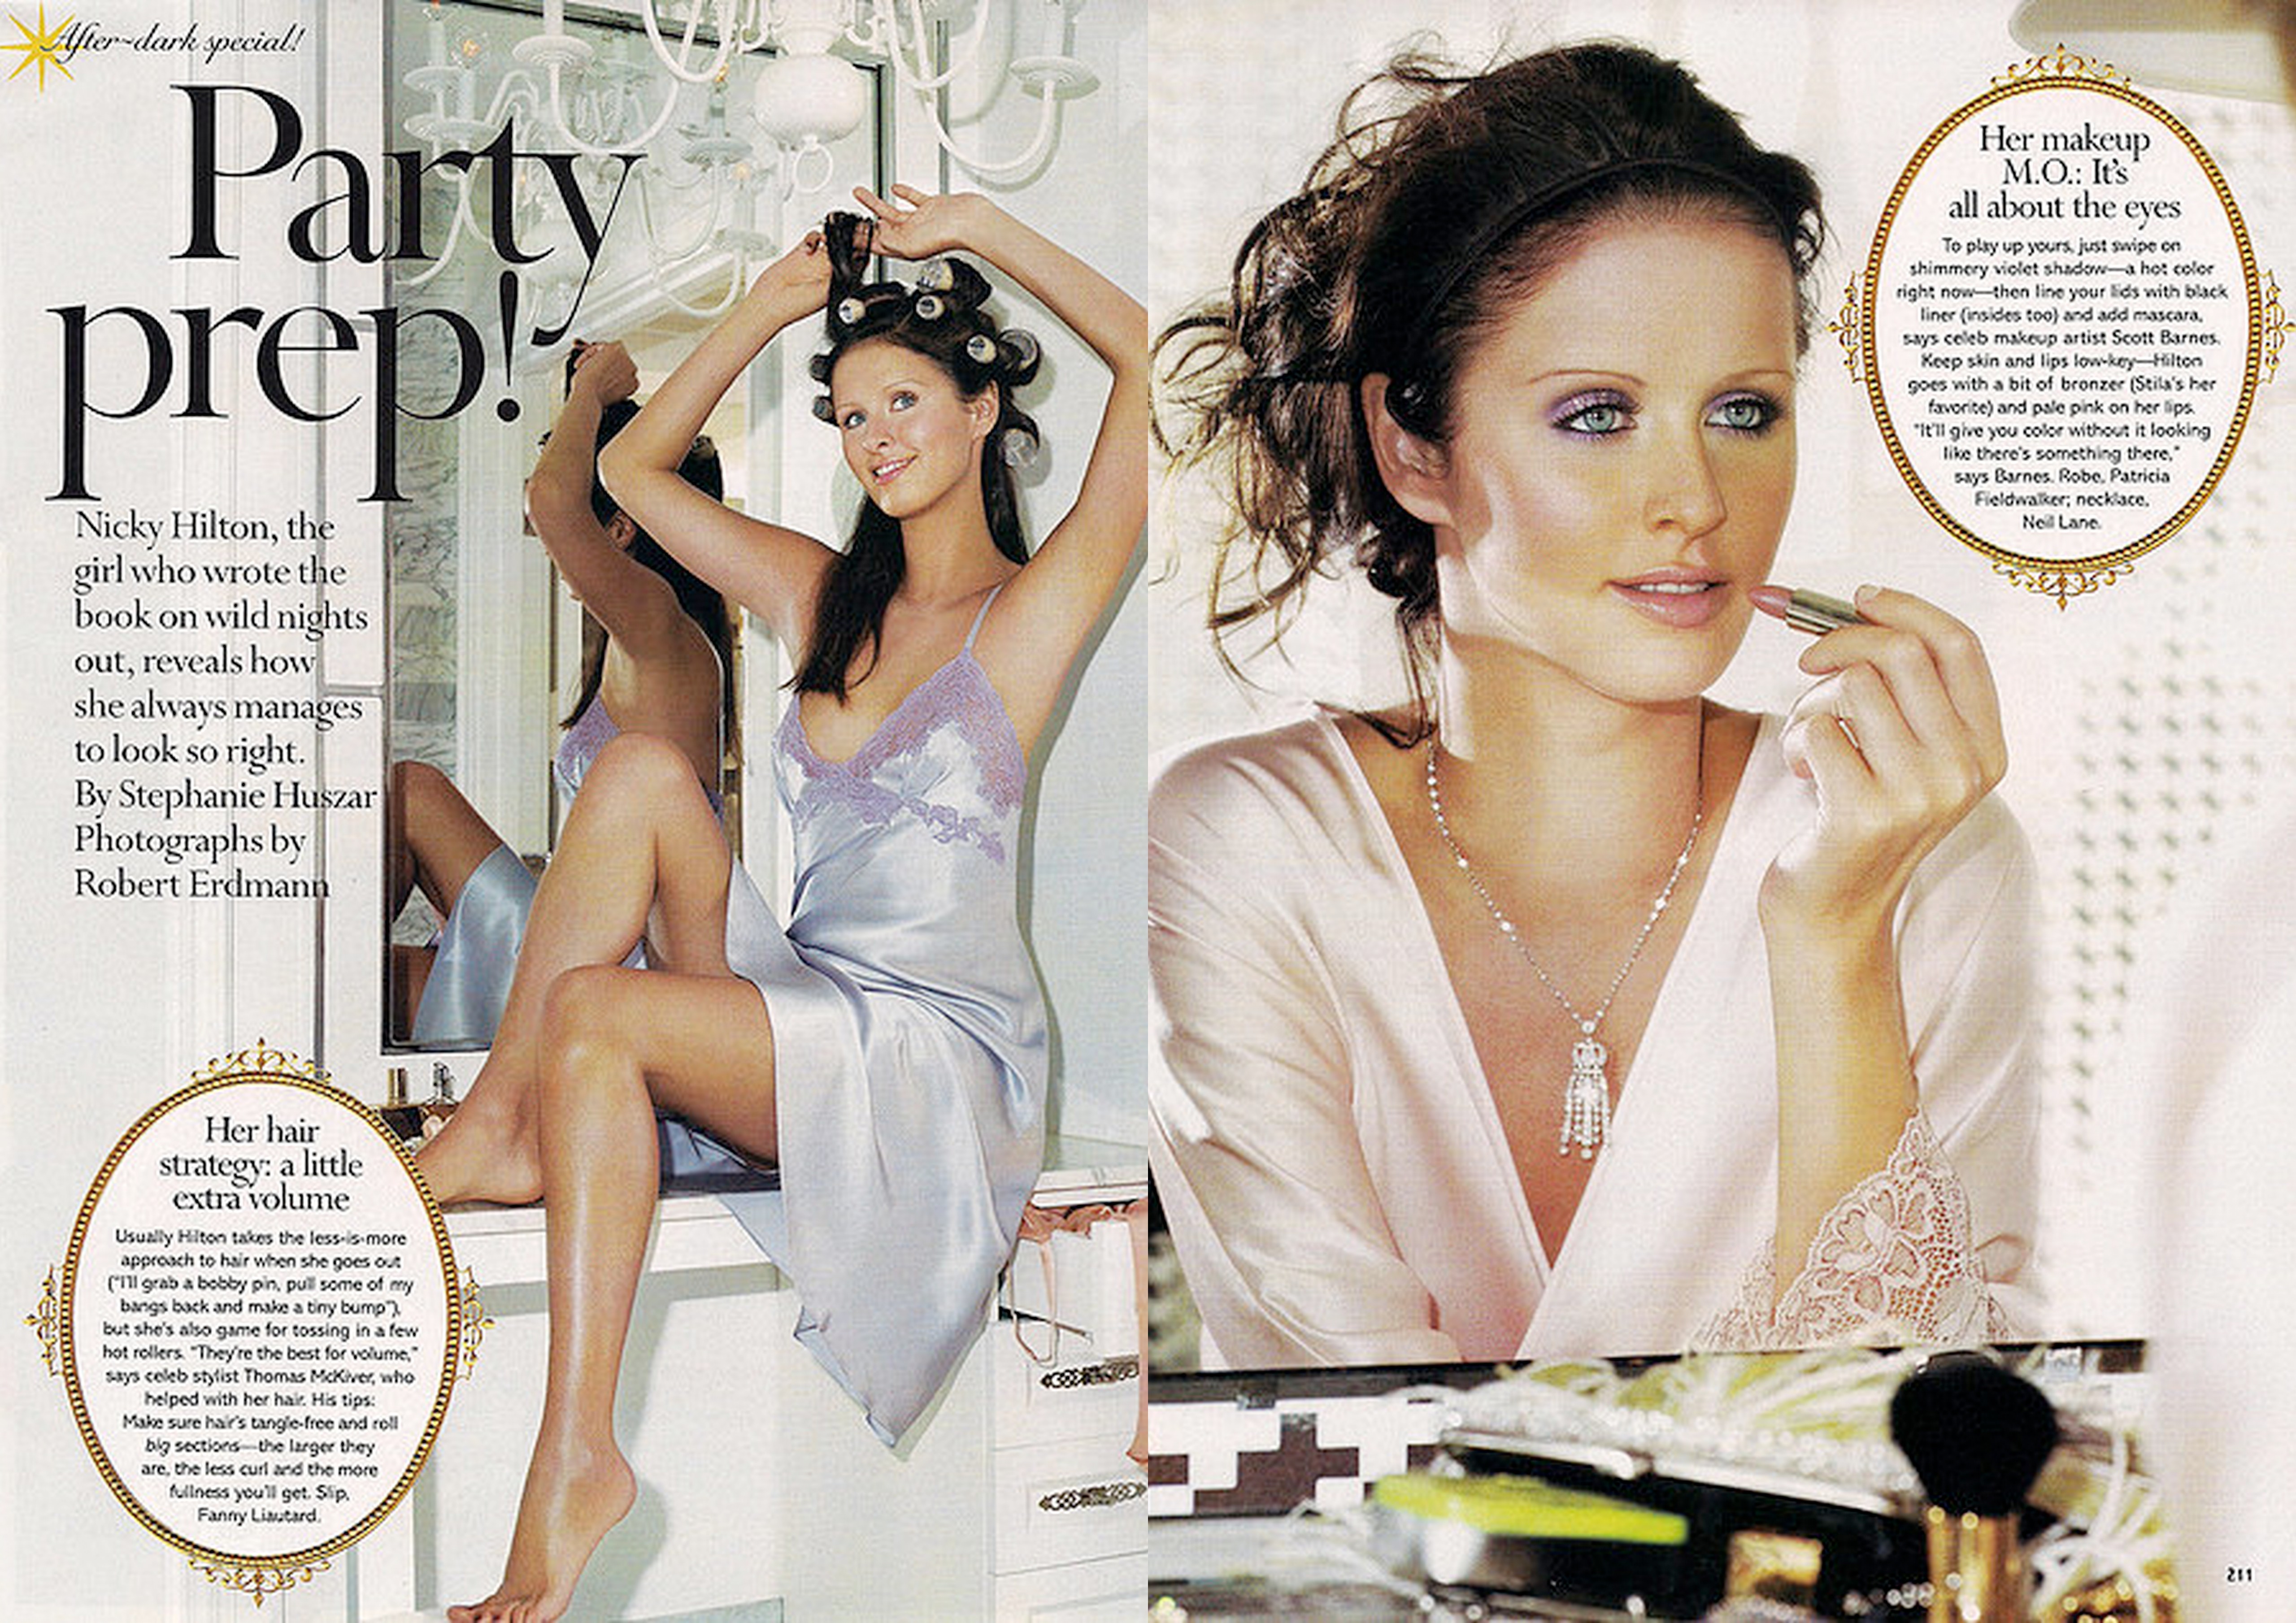 After-dark special!
Party
prep!
Nicky Hilton, the
girl who wrote the
book on wild nights
out, reveals how
she always manages
to look so right.
By Stephanie Huszar
Photographs by
Robert Erdmann
Her hair
strategy: a little
extra volume
Usually Hilton takes the less-is-more
approach to hair when she goes out
("I'll grab a bobby pin, pull some of my
bangs back and make a tiny bump"),
but she's also game for tossing in a few
hot rollers. "They're the best for volume,"
says celeb stylist Thomas McKiver, who
helped with her hair. His tips:
Make sure hair's tangle-free and roll
big sections—the larger they
are, the less curl and the more
fullness you'll get. Slip,
Fanny Liautard.
Her makeup
M.O.: It's
all about the eyes
To play up yours, just swipe on
shimmery violet shadow—a hot color
right now—then line your lids with black
liner (insides too) and add mascara,
says celeb makeup artist Scott Barnes.
Keep skin and lips low-key—Hilton
goes with a bit of bronzer (Stila's her
favorite) and pale pink on her lips.
"It'll give you color without it looking
like there's something there,"
says Barnes. Robe, Patricia
Fieldwalker; necklace,
Neil Lane.
211